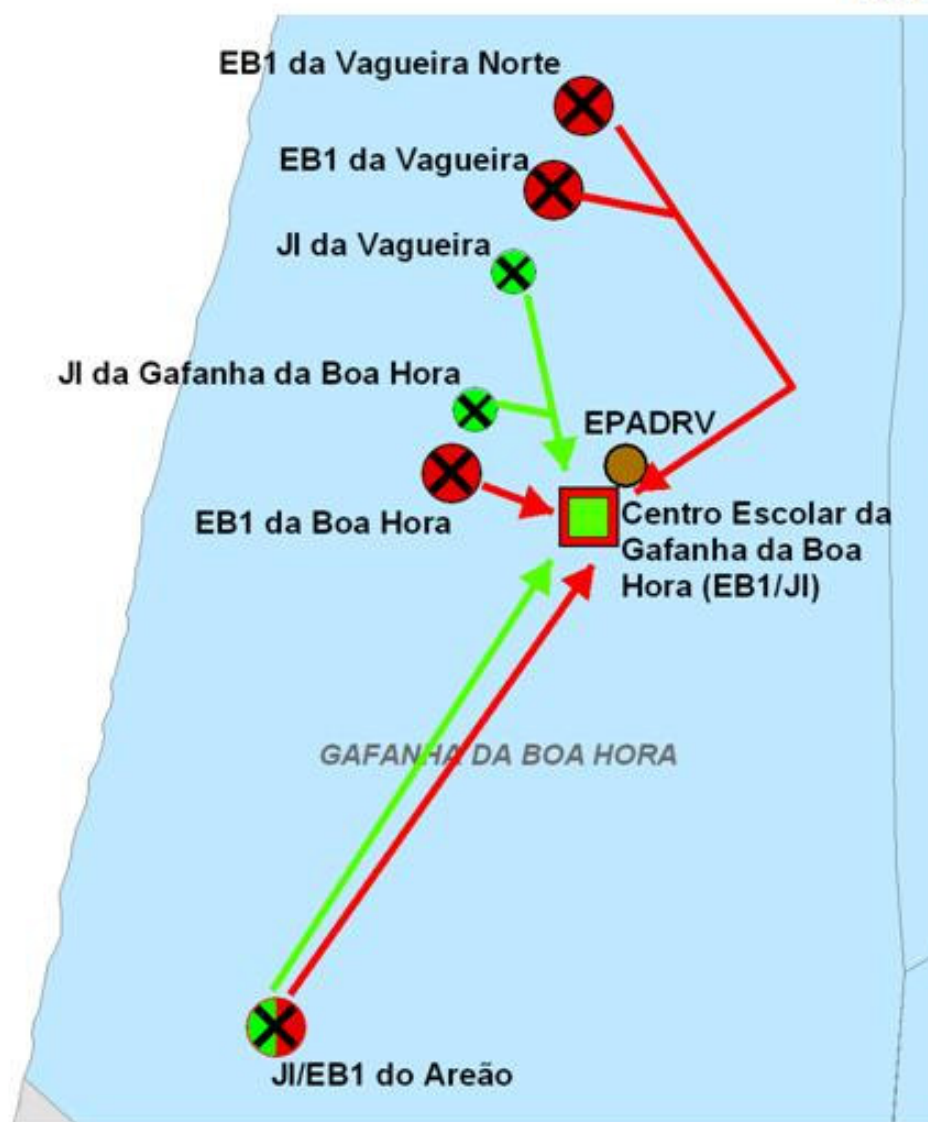 EB1 da Vagueira Norte
EB1 da Vagueira
JI da Vagueira
JI da Gafanha da Boa Hora
EPADRV
EB1 da Boa Hora
Centro Escolar da
Gafanha da Boa
Hora (EB1/JI)
GAFANHA DA BOA HORA
JI/EB1 do Areão